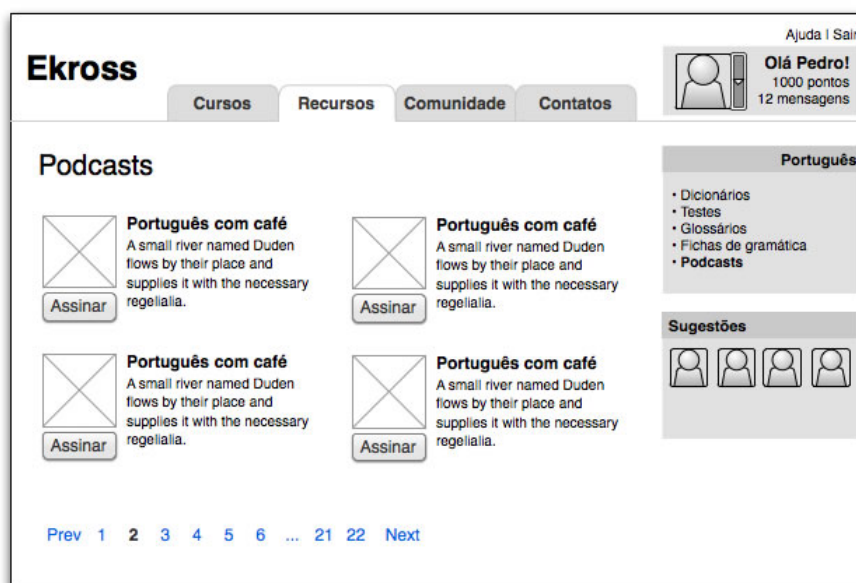 Ajuda | Sair
Ekross
Olá Pedro!
1000 pontos
12 mensagens
Cursos
Recursos
Comunidade
Contatos
Podcasts
Português com café
A small river named Duden
flows by their place and
supplies it with the necessary
regelialia.
Assinar
Português com café
A small river named Duden
flows by their place and
supplies it with the necessary
regelialia.
Assinar
Português com café
A small river named Duden
flows by their place and
supplies it with the necessary
regelialia.
Assinar
Português com café
A small river named Duden
flows by their place and
supplies it with the necessary
regelialia.
Assinar
Prev 1 2 3 4 5 6 ... 21 22 Next
Português
• Dicionários
• Testes
• Glossários
• Fichas de gramática
• Podcasts
Sugestões